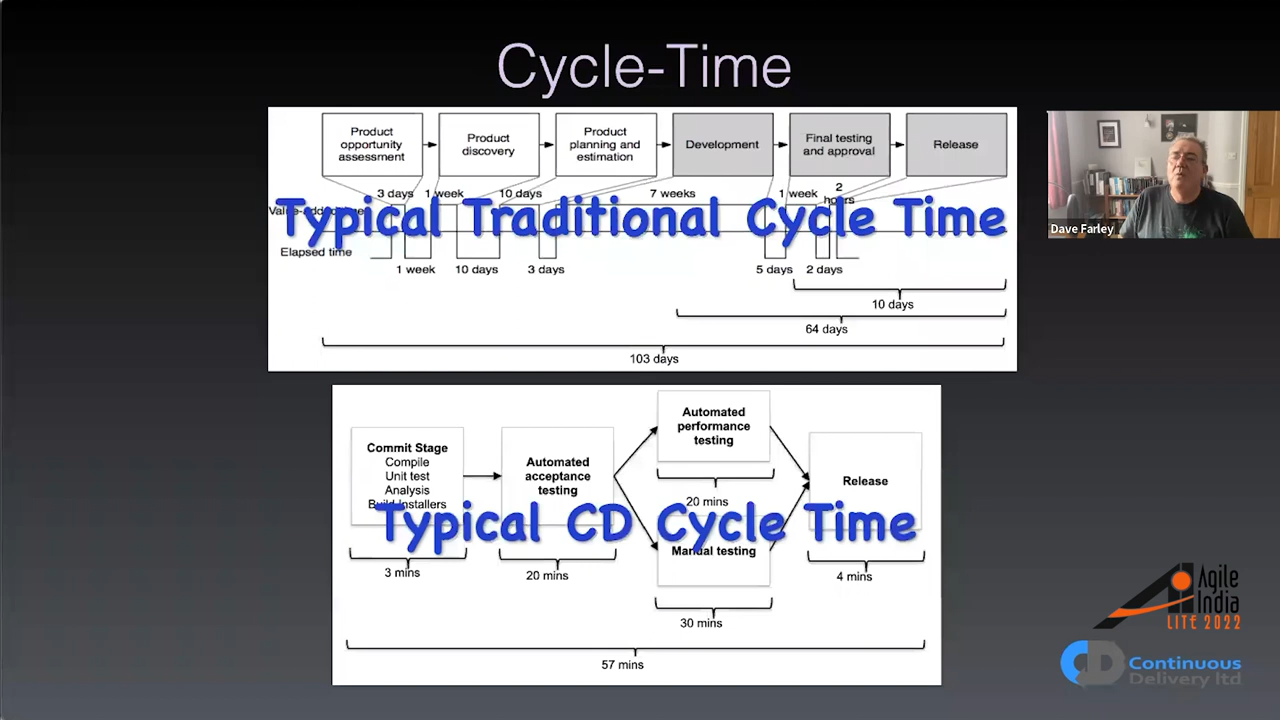 Cycle-Time
Product
opportunity
assessment
Product
discovery
Product
planning and
estimation
Development
Final testing
and approval
Release
3 days
1 week
10 days
7 weeks
1 week
2
hours
Typical Traditional Cycle Time
Elapsed time
1 week
10 days
3 days
5 days
2 days
10 days
64 days
103 days
Dave Farley
Commit Stage
Compile
Unit test
Analysis
Build Installers
Automated
acceptance
testing
Automated
performance
testing
20 mins
Manual testing
Release
Typical CD Cycle Time
3 mins
20 mins
30 mins
4 mins
57 mins
Agile
India
LITE 2022
CD Continuous
Delivery ltd